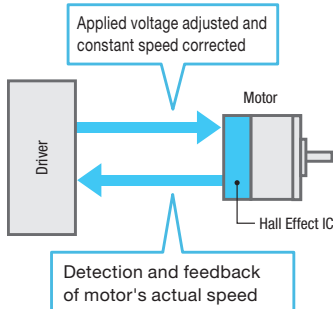 Applied voltage adjusted and
constant speed corrected
Motor
Driver
Hall Effect IC
Detection and feedback
of motor's actual speed